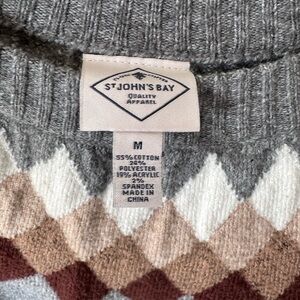 ST JOHN'S BAY
QUALITY
APPAREL
M
55% COTTON
24%
POLYESTER
19% ACRYLIC
2%
SPANDEX
MADE IN
CHINA